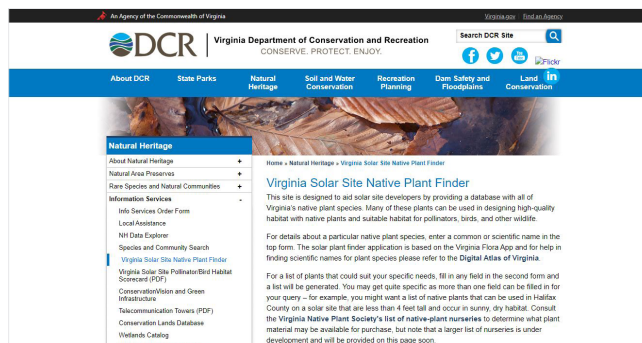 An Agency of the Commonwealth of Virginia
Virginia.gov Find an Agency
DCR
Virginia Department of Conservation and Recreation
CONSERVE. PROTECT. ENJOY.
Search DCR Site
Flickr
About DCR State Parks Natural Heritage Soil and Water Conservation Recreation Planning Dam Safety and Floodplains Land Conservation
Natural Heritage
About Natural Heritage +
Natural Area Preserves +
Rare Species and Natural Communities +
Information Services -
Info Services Order Form
Local Assistance
NH Data Explorer
Species and Community Search
Virginia Solar Site Native Plant Finder
Virginia Solar Site Pollinator/Bird Habitat
Scorecard (PDF)
ConservationVision and Green
Infrastructure
Telecommunication Towers (PDF)
Conservation Lands Database
Wetlands Catalog
Home » Natural Heritage » Virginia Solar Site Native Plant Finder
Virginia Solar Site Native Plant Finder
This site is designed to aid solar site developers by providing a database with all of
Virginia's native plant species. Many of these plants can be used in designing high-quality
habitat with native plants and suitable habitat for pollinators, birds, and other wildlife.
For details about a particular native plant species, enter a common or scientific name in the
top form. The solar plant finder application is based on the Virginia Flora App and for help in
finding scientific names for plant species please refer to the Digital Atlas of Virginia.
For a list of plants that could suit your specific needs, fill in any field in the second form and
a list will be generated. You may get quite specific as more than one field can be filled in for
your query – for example, you might want a list of native plants that can be used in Halifax
County on a solar site that are less than 4 feet tall and occur in sunny, dry habitat. Consult
the Virginia Native Plant Society's list of native-plant nurseries to determine what plant
material may be available for purchase, but note that a larger list of nurseries is under
development and will be provided on this page soon.